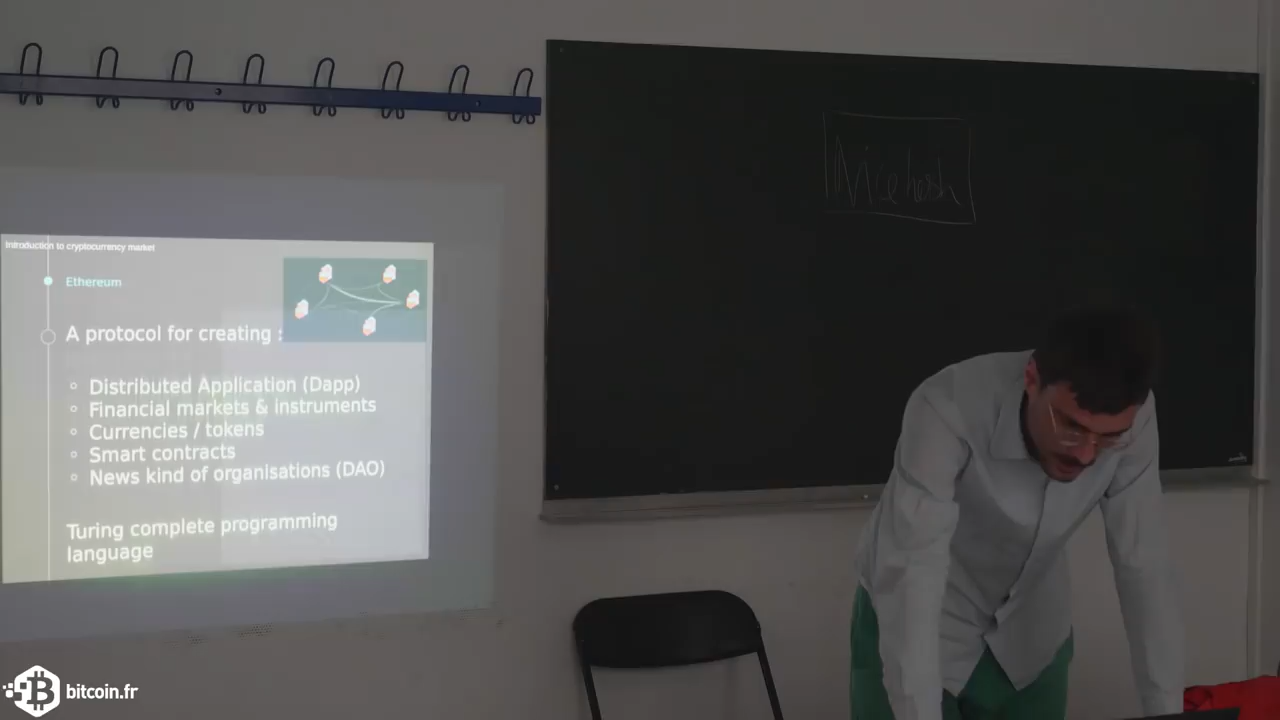 Nicehash
Introduction to cryptocurrency market
Ethereum
A protocol for creating :
Distributed Application (Dapp)
Financial markets & instruments
Currencies / tokens
Smart contracts
News kind of organisations (DAO)
Turing complete programming
language
bitcoin.fr